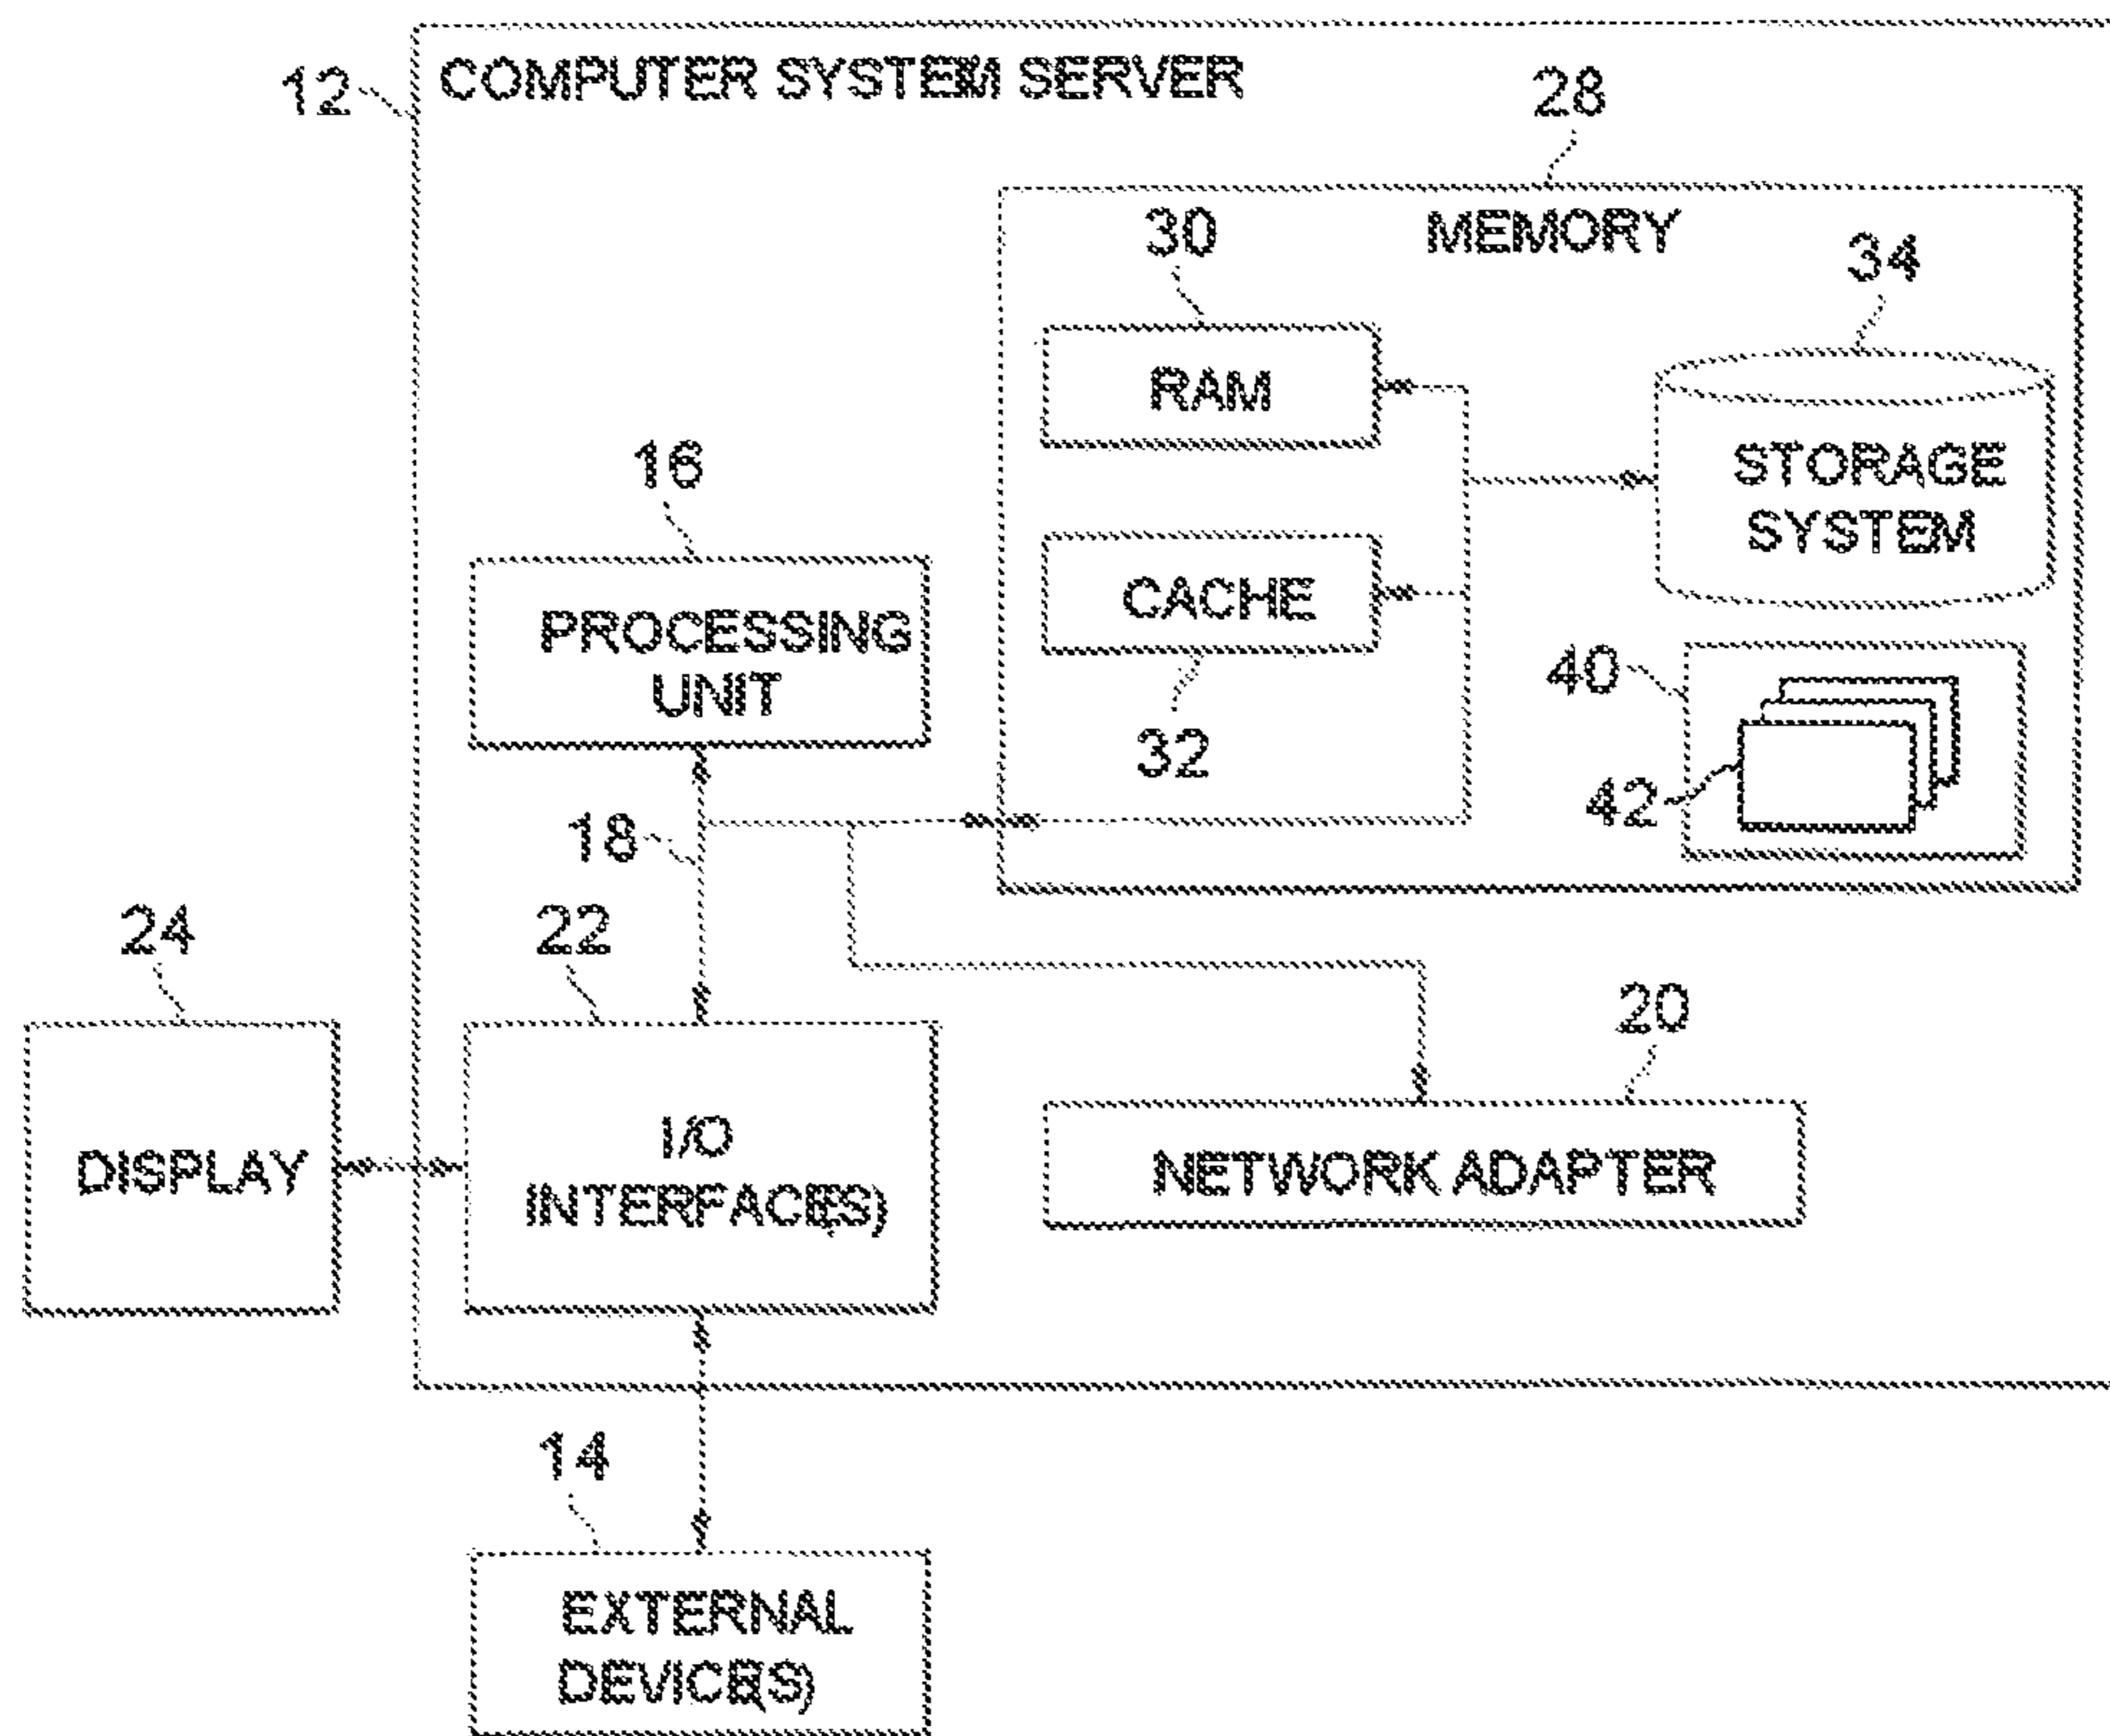 12
COMPUTER SYSTEM SERVER
28
MEMORY
30
34
RAM
STORAGE
SYSTEM
16
PROCESSING
UNIT
CACHE
32
40
42
18
24
22
20
DISPLAY
I/O
INTERFACE(S)
NETWORK ADAPTER
14
EXTERNAL
DEVICE(S)